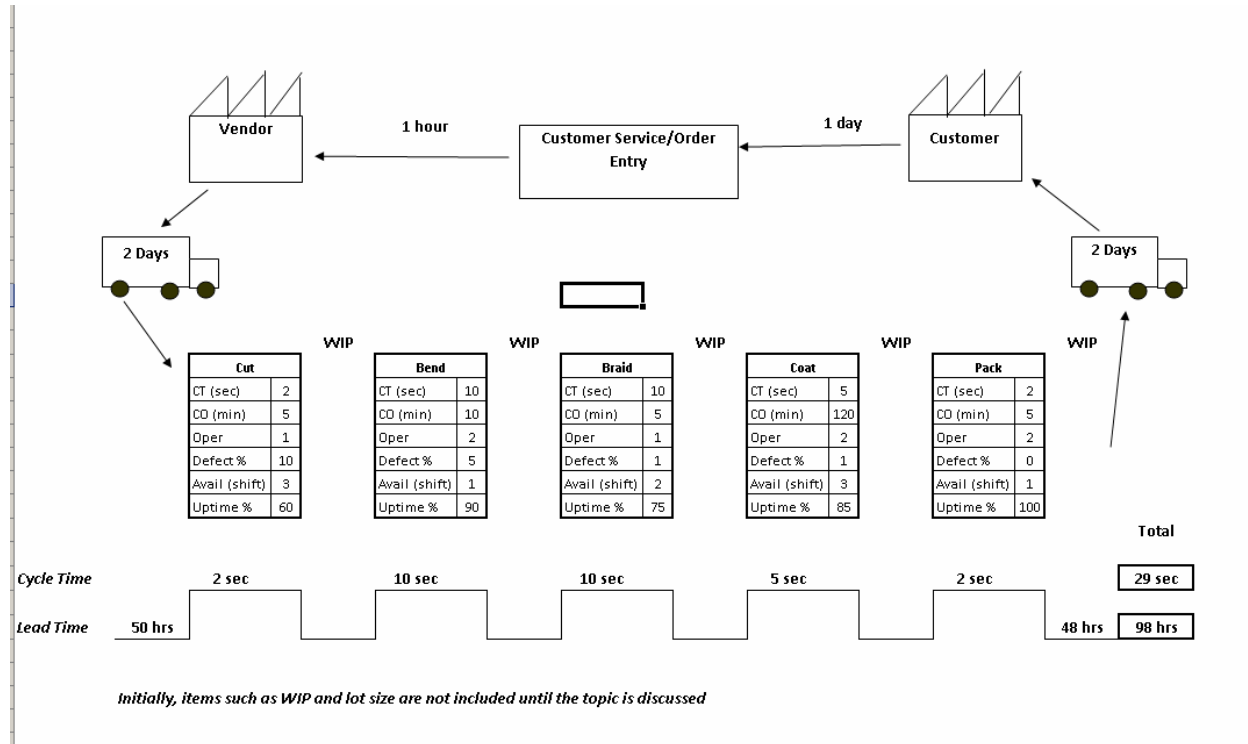 Vendor
1 hour
Customer Service/Order
Entry
1 day
Customer
2 Days
2 Days
WIP
WIP
WIP
WIP
WIP
Cut
CT (sec) 2
CO (min) 5
Oper 1
Defect % 10
Avail (shift) 3
Uptime % 60
Bend
CT (sec) 10
CO (min) 10
Oper 2
Defect % 5
Avail (shift) 1
Uptime % 90
Braid
CT (sec) 10
CO (min) 5
Oper 1
Defect % 1
Avail (shift) 2
Uptime % 75
Coat
CT (sec) 5
CO (min) 120
Oper 2
Defect % 1
Avail (shift) 3
Uptime % 85
Pack
CT (sec) 2
CO (min) 5
Oper 2
Defect % 0
Avail (shift) 1
Uptime % 100
Total
Cycle Time 2 sec 10 sec 10 sec 5 sec 2 sec 29 sec
Lead Time 50 hrs 48 hrs 98 hrs
Initially, items such as WIP and lot size are not included until the topic is discussed